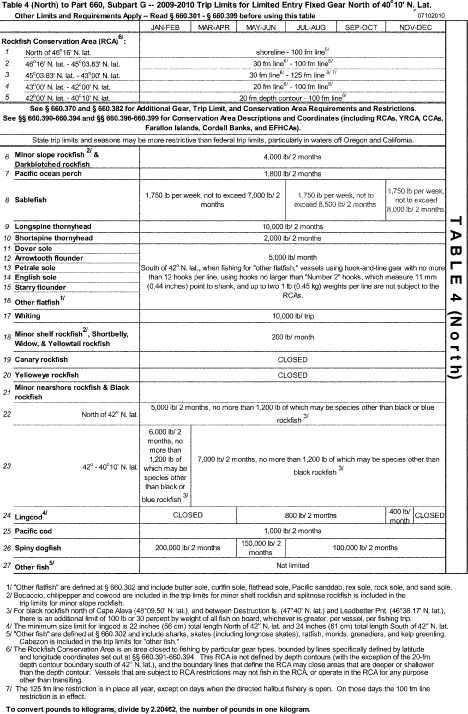 Table 4 (North) to Part 660, Subpart G -- 2009-2010 Trip Limits for Limited Entry Fixed Gear North of 40°10' N. Lat.
Other Limits and Requirements Apply -- Read § 660.301 - § 660.399 before using this table 07102010
JAN-FEB MAR-APR MAY-JUN JUL-AUG SEP-OCT NOV-DEC
Rockfish Conservation Area (RCA)6/:
1 North of 46°16' N. lat. shoreline - 100 fm line6/
2 46°16' N. lat. - 45°03.83' N. lat. 30 fm line6/ - 100 fm line6/
3 45°03.83' N. lat. - 43°00' N. lat. 30 fm line6/ - 125 fm line6/ 7/
4 43°00' N. lat. - 42°00' N. lat. 20 fm line6/ - 100 fm line6/
5 42°00' N. lat. - 40°10' N. lat. 20 fm depth contour - 100 fm line6/
See § 660.370 and § 660.382 for Additional Gear, Trip Limit, and Conservation Area Requirements and Restrictions.
See §§ 660.390-660.394 and §§ 660.396-660.399 for Conservation Area Descriptions and Coordinates (including RCAs, YRCA, CCAs,
Farallon Islands, Cordell Banks, and EFHCAs).
State trip limits and seasons may be more restrictive than federal trip limits, particularly in waters off Oregon and California.
6 Minor slope rockfish2/ &
Darkblotched rockfish 4,000 lb/ 2 months
7 Pacific ocean perch 1,800 lb/ 2 months
8 Sablefish 1,750 lb per week, not to exceed 7,000 lb/ 2
months
1,750 lb per week, not to
exceed 8,500 lb/ 2 months
1,750 lb per week,
not to exceed
8,000 lb/ 2 months
9 Longspine thornyhead 10,000 lb/ 2 months
10 Shortspine thornyhead 2,000 lb/ 2 months
11 Dover sole
12 Arrowtooth flounder
13 Petrale sole
14 English sole
15 Starry flounder
16 Other flatfish1/
5,000 lb/ month
South of 42° N. lat., when fishing for "other flatfish," vessels using hook-and-line gear with no more
than 12 hooks per line, using hooks no larger than "Number 2" hooks, which measure 11 mm
(0.44 inches) point to shank, and up to two 1 lb (0.45 kg) weights per line are not subject to the
RCAs.
17 Whiting 10,000 lb/ trip
18 Minor shelf rockfish2/, Shortbelly,
Widow, & Yellowtail rockfish 200 lb/ month
19 Canary rockfish CLOSED
20 Yelloweye rockfish CLOSED
21 Minor nearshore rockfish & Black
rockfish
22 North of 42° N. lat. 5,000 lb/ 2 months, no more than 1,200 lb of which may be species other than black or blue
rockfish 3/
23 42° - 40°10' N. lat. 6,000 lb/ 2
months, no
more than
1,200 lb of
which may be
species other
than black or
blue rockfish 3/
7,000 lb/ 2 months, no more than 1,200 lb of which may be species other than
black rockfish 3/
24 Lingcod4/ CLOSED 800 lb/ 2 months 400 lb/
month CLOSED
25 Pacific cod 1,000 lb/ 2 months
26 Spiny dogfish 200,000 lb/ 2 months 150,000 lb/
2 months 100,000 lb/ 2 months
27 Other fish5/ Not limited
TABLE 4 (North)
1/ "Other flatfish" are defined at § 660.302 and include butter sole, curlfin sole, flathead sole, Pacific sanddab, rex sole, rock sole, and sand sole.
2/ Bocaccio, chilipepper and cowcod are included in the trip limits for minor shelf rockfish and splitnose rockfish is included in the
trip limits for minor slope rockfish.
3/ For black rockfish north of Cape Alava (48°09.50' N. lat.), and between Destruction Is. (47°40' N. lat.) and Leadbetter Pnt. (46°38.17' N. lat.),
there is an additional limit of 100 lb or 30 percent by weight of all fish on board, whichever is greater, per vessel, per fishing trip.
4/ The minimum size limit for lingcod is 22 inches (56 cm) total length North of 42° N. lat. and 24 inches (61 cm) total length South of 42° N. lat.
5/ "Other fish" are defined at § 660.302 and include sharks, skates (including longnose skates), ratfish, morids, grenadiers, and kelp greenling.
Cabezon is included in the trip limits for "other fish."
6/ The Rockfish Conservation Area is an area closed to fishing by particular gear types, bounded by lines specifically defined by latitude
and longitude coordinates set out at §§ 660.391-660.394. This RCA is not defined by depth contours (with the exception of the 20-fm
depth contour boundary south of 42° N. lat.), and the boundary lines that define the RCA may close areas that are deeper or shallower
than the depth contour. Vessels that are subject to RCA restrictions may not fish in the RCA, or operate in the RCA for any purpose
other than transiting.
7/ The 125 fm line restriction is in place all year, except on days when the directed halibut fishery is open. On those days the 100 fm line
restriction is in effect.
To convert pounds to kilograms, divide by 2.20462, the number of pounds in one kilogram.